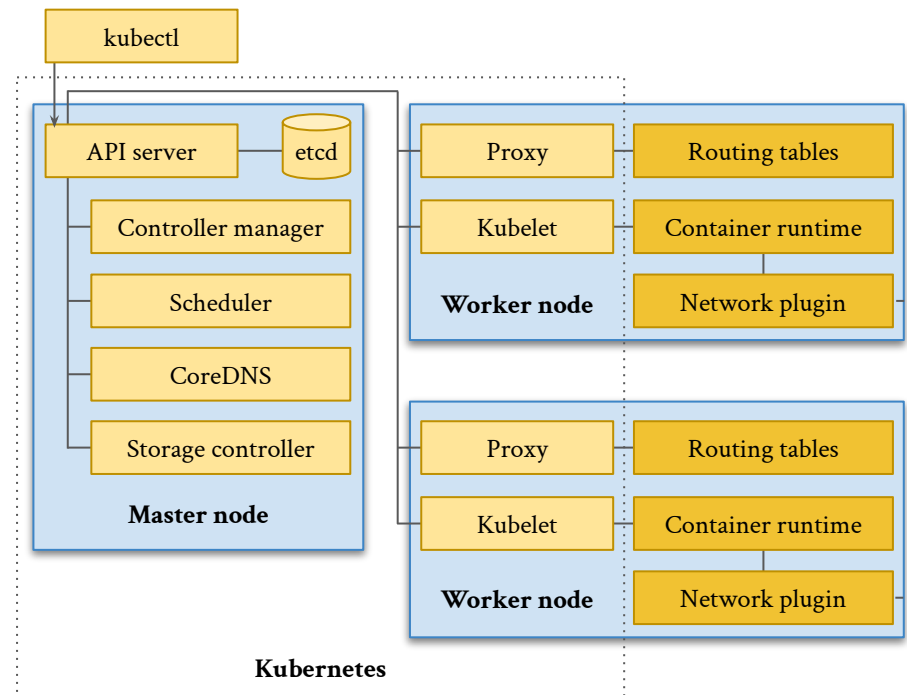 kubectl
API server
etcd
Controller manager
Scheduler
CoreDNS
Storage controller
Master node
Proxy
Routing tables
Kubelet
Container runtime
Worker node
Network plugin
Proxy
Routing tables
Kubelet
Container runtime
Worker node
Network plugin
Kubernetes